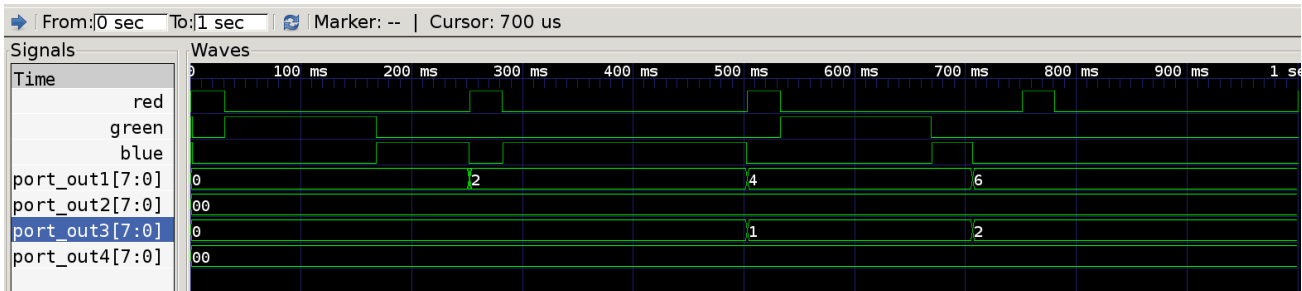 From: 0 sec To: 1 sec Marker: -- | Cursor: 700 us
Signals Waves
Time 0 100 ms 200 ms 300 ms 400 ms 500 ms 600 ms 700 ms 800 ms 900 ms 1 se
red
green
blue
port_out1[7:0] 0 2 4 6
port_out2[7:0] 00
port_out3[7:0] 0 1 2
port_out4[7:0] 00